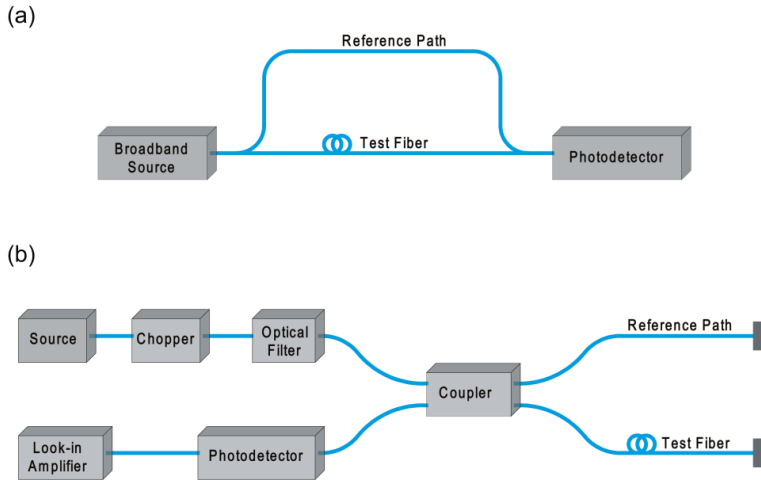 (a)
Reference Path
Broadband
Source
Test Fiber
Photodetector
(b)
Source
Chopper
Optical
Filter
Reference Path
Coupler
Look-in
Amplifier
Photodetector
Test Fiber